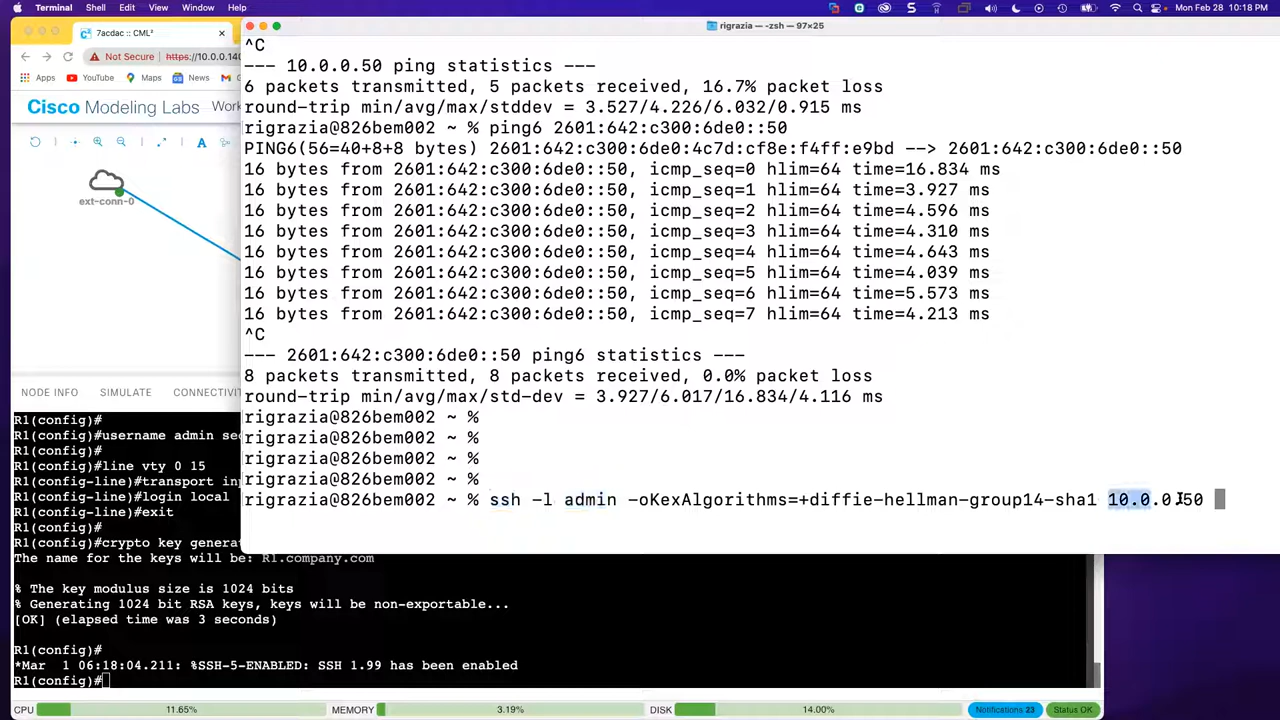 Window Help
Mon Feb 28 10:18 PM
7acdac :: CML²
Not Secure https://10.0.0.140
Apps YouTube Maps News
Cisco Modeling Labs
ext-conn-0
NODE INFO SIMULATE
R1(config)#
R1(config)#username admin
R1(config)#
R1(config)#line vty 0 15
R1(config-line)#transport
R1(config-line)#login local
R1(config-line)#exit
R1(config)#
R1(config)#crypto key
The name for the keys will be: R1.company.com
% The key modulus size is 1024 bits
% Generating 1024 bit RSA keys, keys will be non-exportable...
[OK] (elapsed time was 3 seconds)
R1(config)#
*Mar 1 06:18:04.211: %SSH-5-ENABLED: SSH 1.99 has been enabled
R1(config)#
CPU 11.65% MEMORY 3.19% DISK 14.00% Notifications 23 Status OK
rigrazia — -zsh — 97×25
^C
--- 10.0.0.50 ping statistics ---
6 packets transmitted, 5 packets received, 16.7% packet loss
round-trip min/avg/max/stddev = 3.527/4.226/6.032/0.915 ms
rigrazia@826bem002 ~ % ping6 2601:642:c300:6de0::50
PING6(56=40+8+8 bytes) 2601:642:c300:6de0:4c7d:cf8e:f4ff:e9bd --> 2601:642:c300:6de0::50
16 bytes from 2601:642:c300:6de0::50, icmp_seq=0 hlim=64 time=16.834 ms
16 bytes from 2601:642:c300:6de0::50, icmp_seq=1 hlim=64 time=3.927 ms
16 bytes from 2601:642:c300:6de0::50, icmp_seq=2 hlim=64 time=4.596 ms
16 bytes from 2601:642:c300:6de0::50, icmp_seq=3 hlim=64 time=4.310 ms
16 bytes from 2601:642:c300:6de0::50, icmp_seq=4 hlim=64 time=4.643 ms
16 bytes from 2601:642:c300:6de0::50, icmp_seq=5 hlim=64 time=4.039 ms
16 bytes from 2601:642:c300:6de0::50, icmp_seq=6 hlim=64 time=5.573 ms
16 bytes from 2601:642:c300:6de0::50, icmp_seq=7 hlim=64 time=4.213 ms
^C
--- 2601:642:c300:6de0::50 ping6 statistics ---
8 packets transmitted, 8 packets received, 0.0% packet loss
round-trip min/avg/max/std-dev = 3.927/6.017/16.834/4.116 ms
rigrazia@826bem002 ~ %
rigrazia@826bem002 ~ %
rigrazia@826bem002 ~ %
rigrazia@826bem002 ~ %
rigrazia@826bem002 ~ % ssh -l admin -oKexAlgorithms=+diffie-hellman-group14-sha1 10.0.0.50